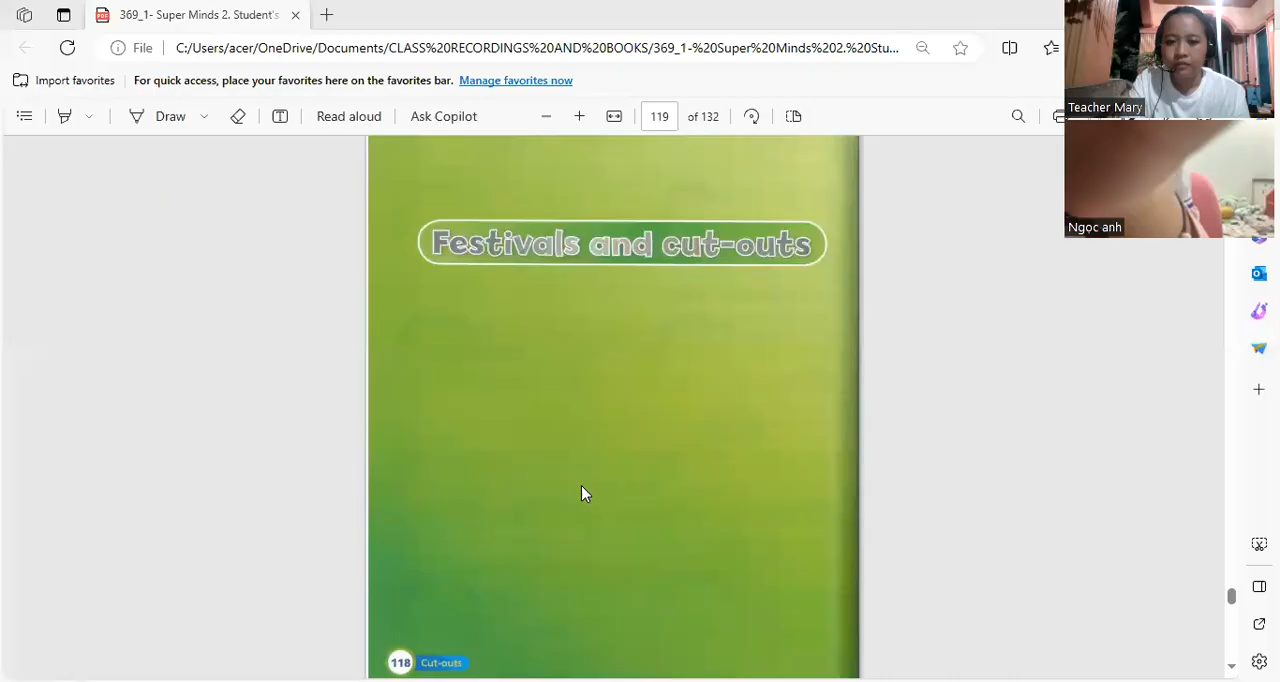 369_1- Super Minds 2. Student's
File
C:/Users/acer/OneDrive/Documents/CLASS%20RECORDINGS%20AND%20BOOKS/369_1-%20Super%20Minds%202.%20Stu...
Import favorites
For quick access, place your favorites here on the favorites bar. Manage favorites now
Draw
Read aloud
Ask Copilot
119 of 132
Teacher Mary
Ngọc anh
Festivals and cut-outs
118 Cut-outs